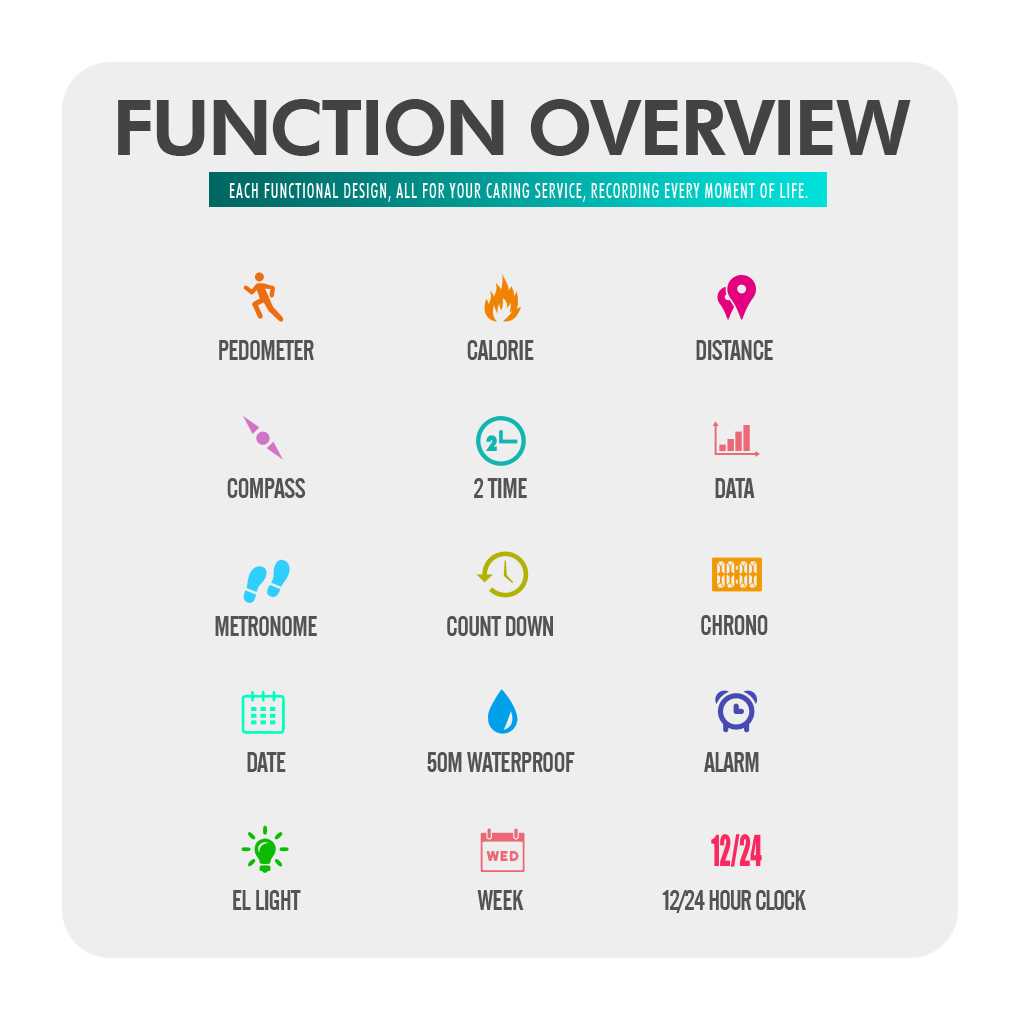 FUNCTION OVERVIEW
EACH FUNCTIONAL DESIGN, ALL FOR YOUR CARING SERVICE, RECORDING EVERY MOMENT OF LIFE.
PEDOMETER
CALORIE
DISTANCE
2
COMPASS
2 TIME
DATA
00:00
METRONOME
COUNT DOWN
CHRONO
DATE
50M WATERPROOF
ALARM
WED
12/24
EL LIGHT
WEEK
12/24 HOUR CLOCK